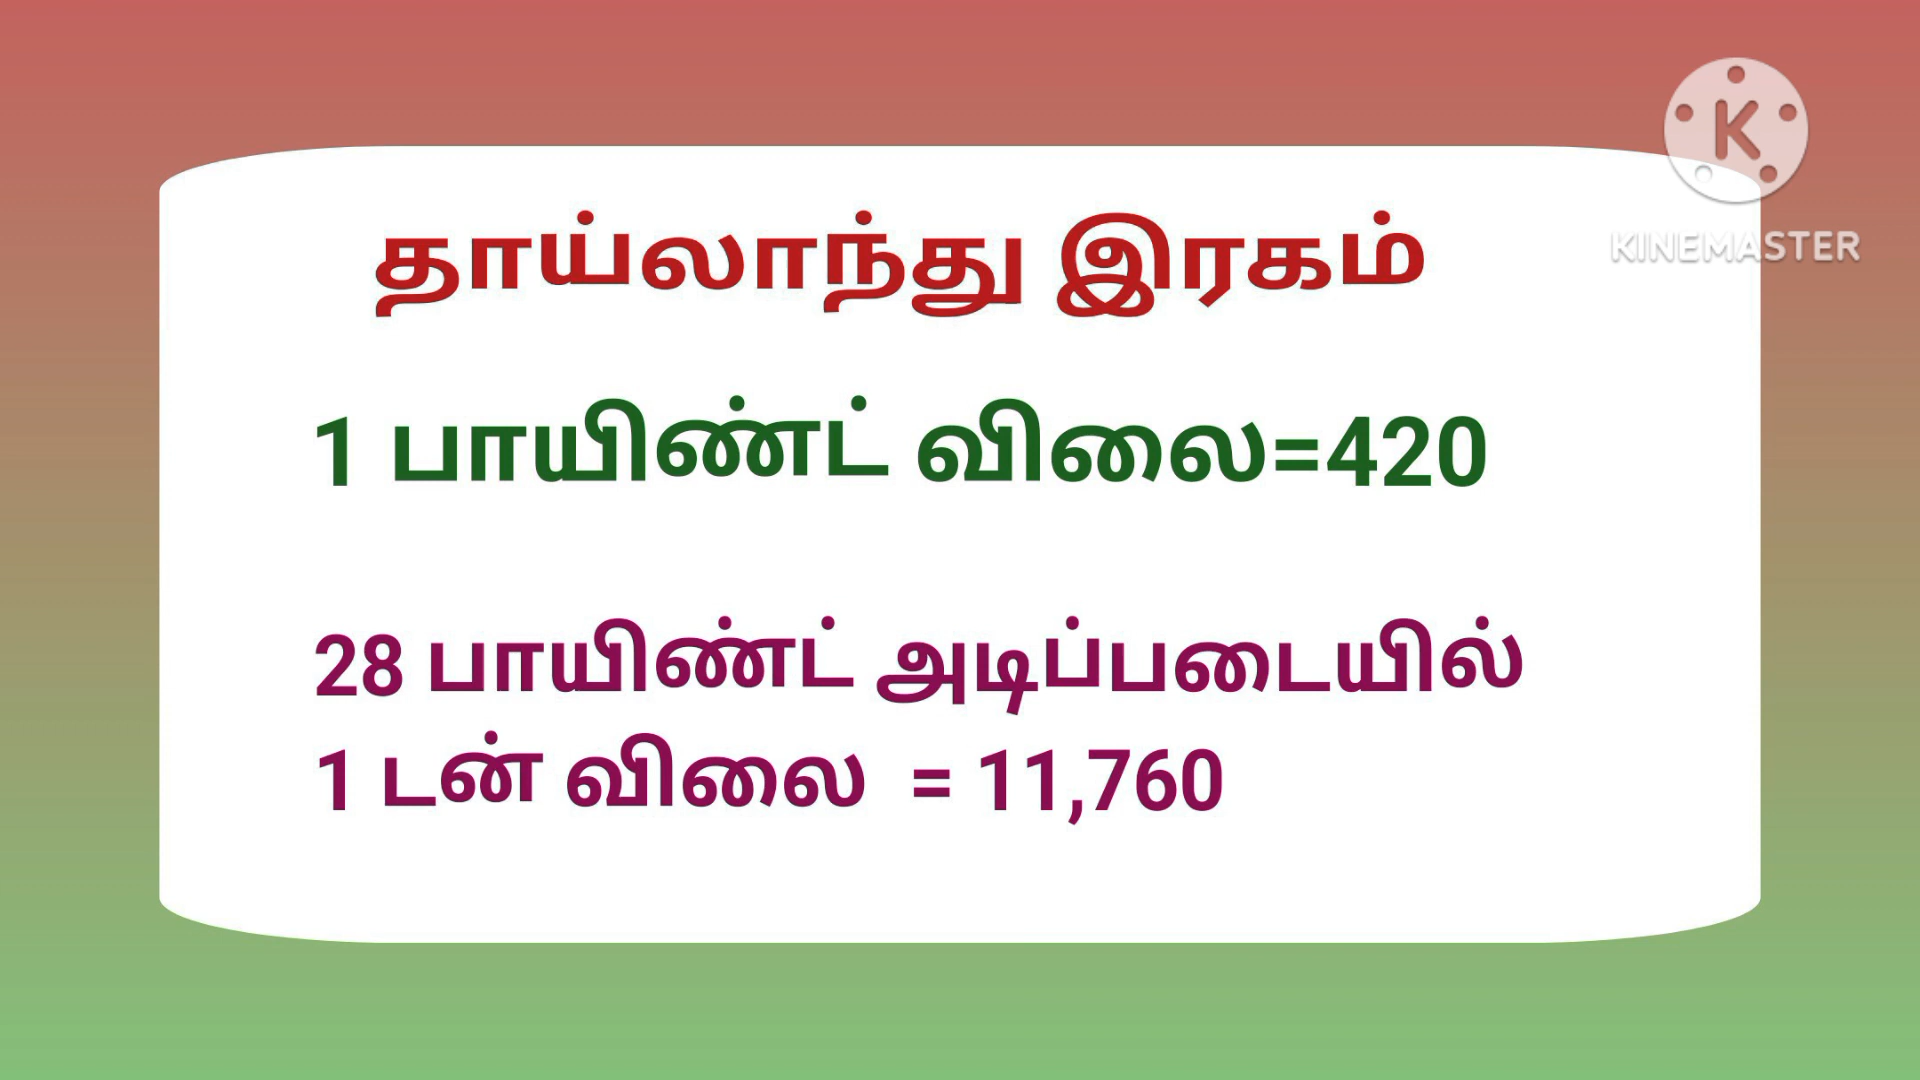 KINEMASTER
தாய்லாந்து இரகம்
1 பாயிண்ட் விலை=420
28 பாயிண்ட் அடிப்படையில்
1 டன் விலை = 11,760